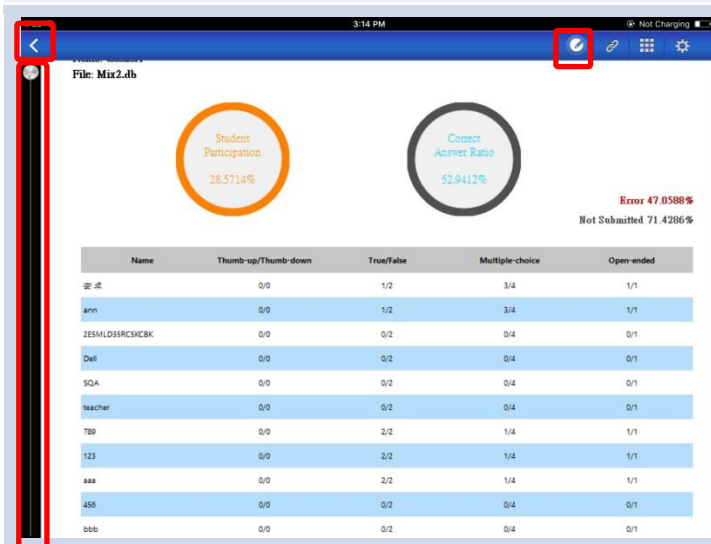 3:14 PM
Not Charging
File: Mix2.db
Student
Participation
28.5714%
Correct
Answer Ratio
52.9412%
Error 47.0588%
Not Submitted 71.4286%
Name Thumb-up/Thumb-down True/False Multiple-choice Open-ended
0/0 1/2 3/4 1/1
ann 0/0 1/2 3/4 1/1
0/0 0/2 0/4 0/1
Dell 0/0 0/2 0/4 0/1
SQA 0/0 0/2 0/4 0/1
teacher 0/0 0/2 0/4 0/1
789 0/0 2/2 1/4 1/1
123 0/0 2/2 1/4 1/1
aaa 0/0 2/2 1/4 1/1
456 0/0 0/2 0/4 0/1
bbb 0/0 0/2 0/4 0/1